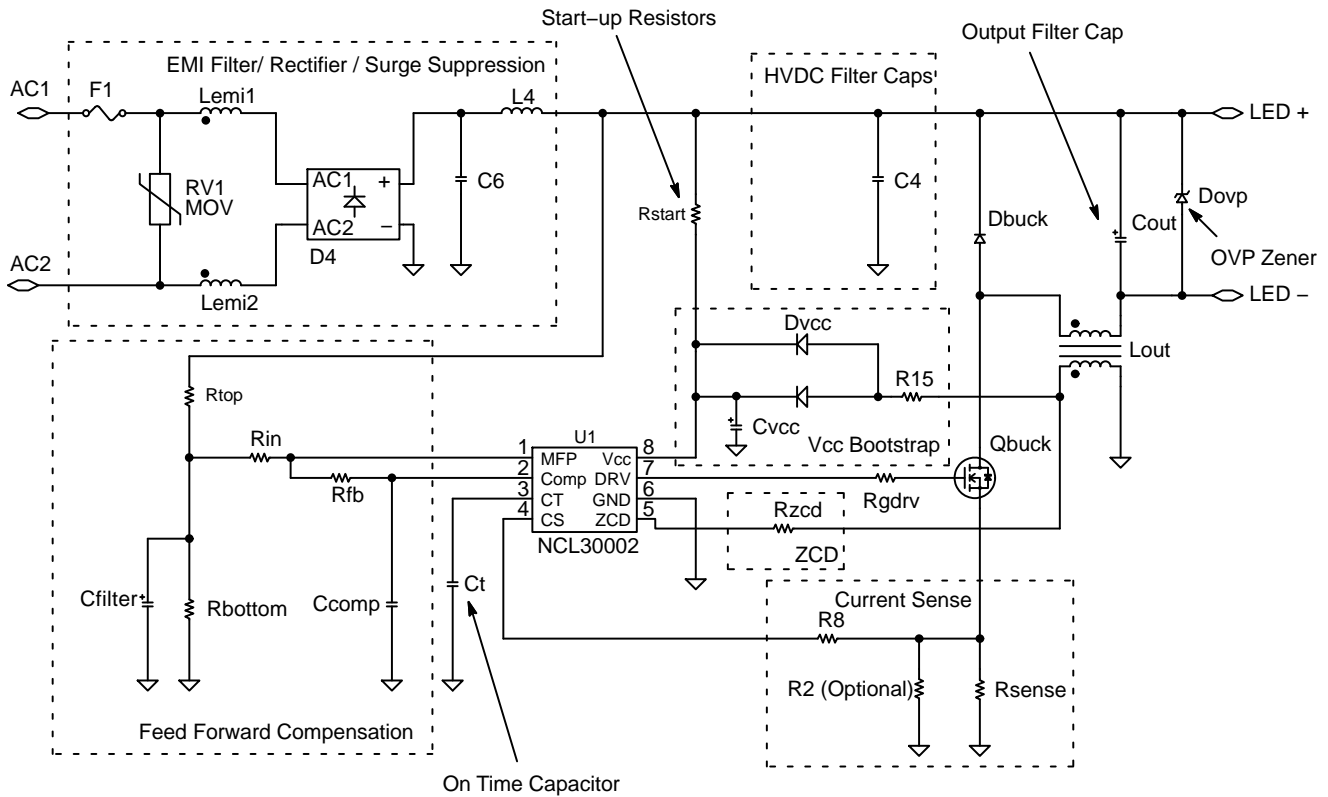 Start−up Resistors
Output Filter Cap
EMI Filter/ Rectifier / Surge Suppression
HVDC Filter Caps
AC1
F1
Lemi1
L4
LED +
RV1
MOV
AC1
+
AC2
−
D4
C6
Rstart
C4
Dbuck
Cout
+
Dovp
OVP Zener
AC2
Lemi2
LED −
Dvcc
Lout
R15
Cvcc
+
Vcc Bootstrap
Rtop
Rin
Rfb
U1
1
MFP
Vcc
8
2
Comp
DRV
7
3
CT
GND
6
4
CS
ZCD
5
NCL30002
Qbuck
Rgdrv
Rzcd
ZCD
Cfilter
+
Rbottom
Ccomp
Ct
Current Sense
R8
R2 (Optional)
Rsense
Feed Forward Compensation
On Time Capacitor